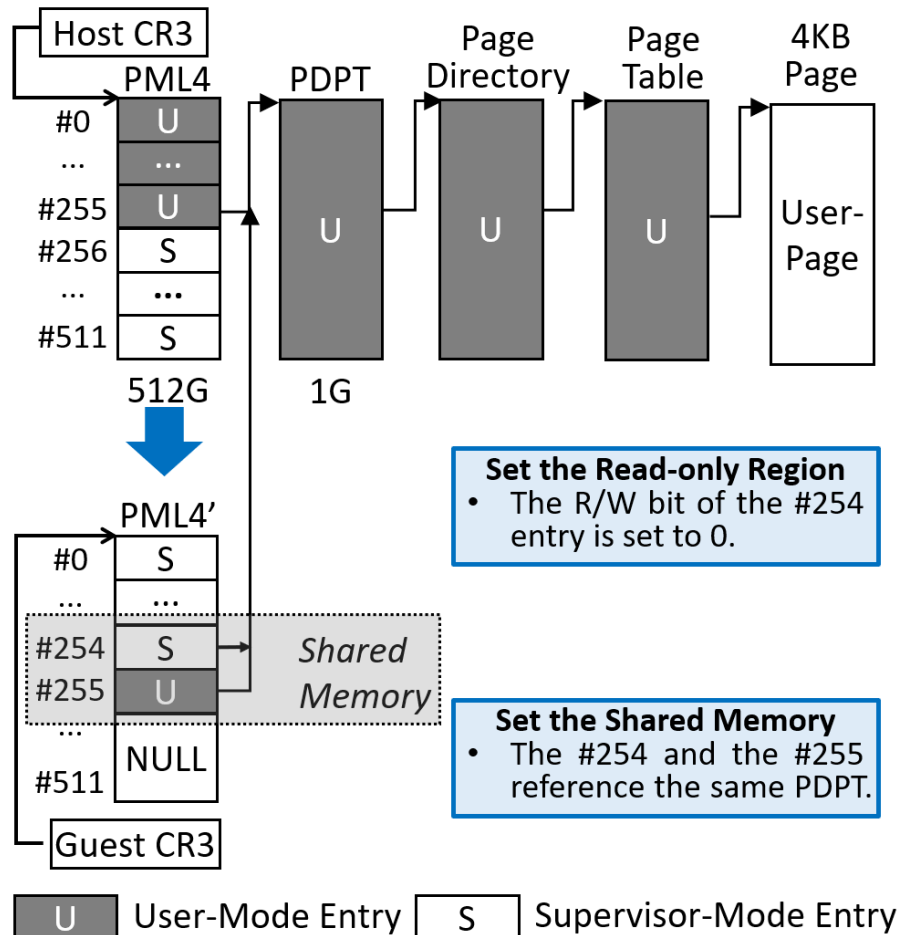 Host CR3
PML4
PDPT
Page
Directory
Page
Table
4KB
Page
#0
U
...
...
#255
U
#256
S
...
...
#511
S
512G
U
1G
U
U
User-
Page
PML4’
#0
S
...
...
#254
S
#255
U
...
NULL
#511
Shared
Memory
Guest CR3
Set the Read-only Region
• The R/W bit of the #254
entry is set to 0.
Set the Shared Memory
• The #254 and the #255
reference the same PDPT.
U User-Mode Entry
S Supervisor-Mode Entry